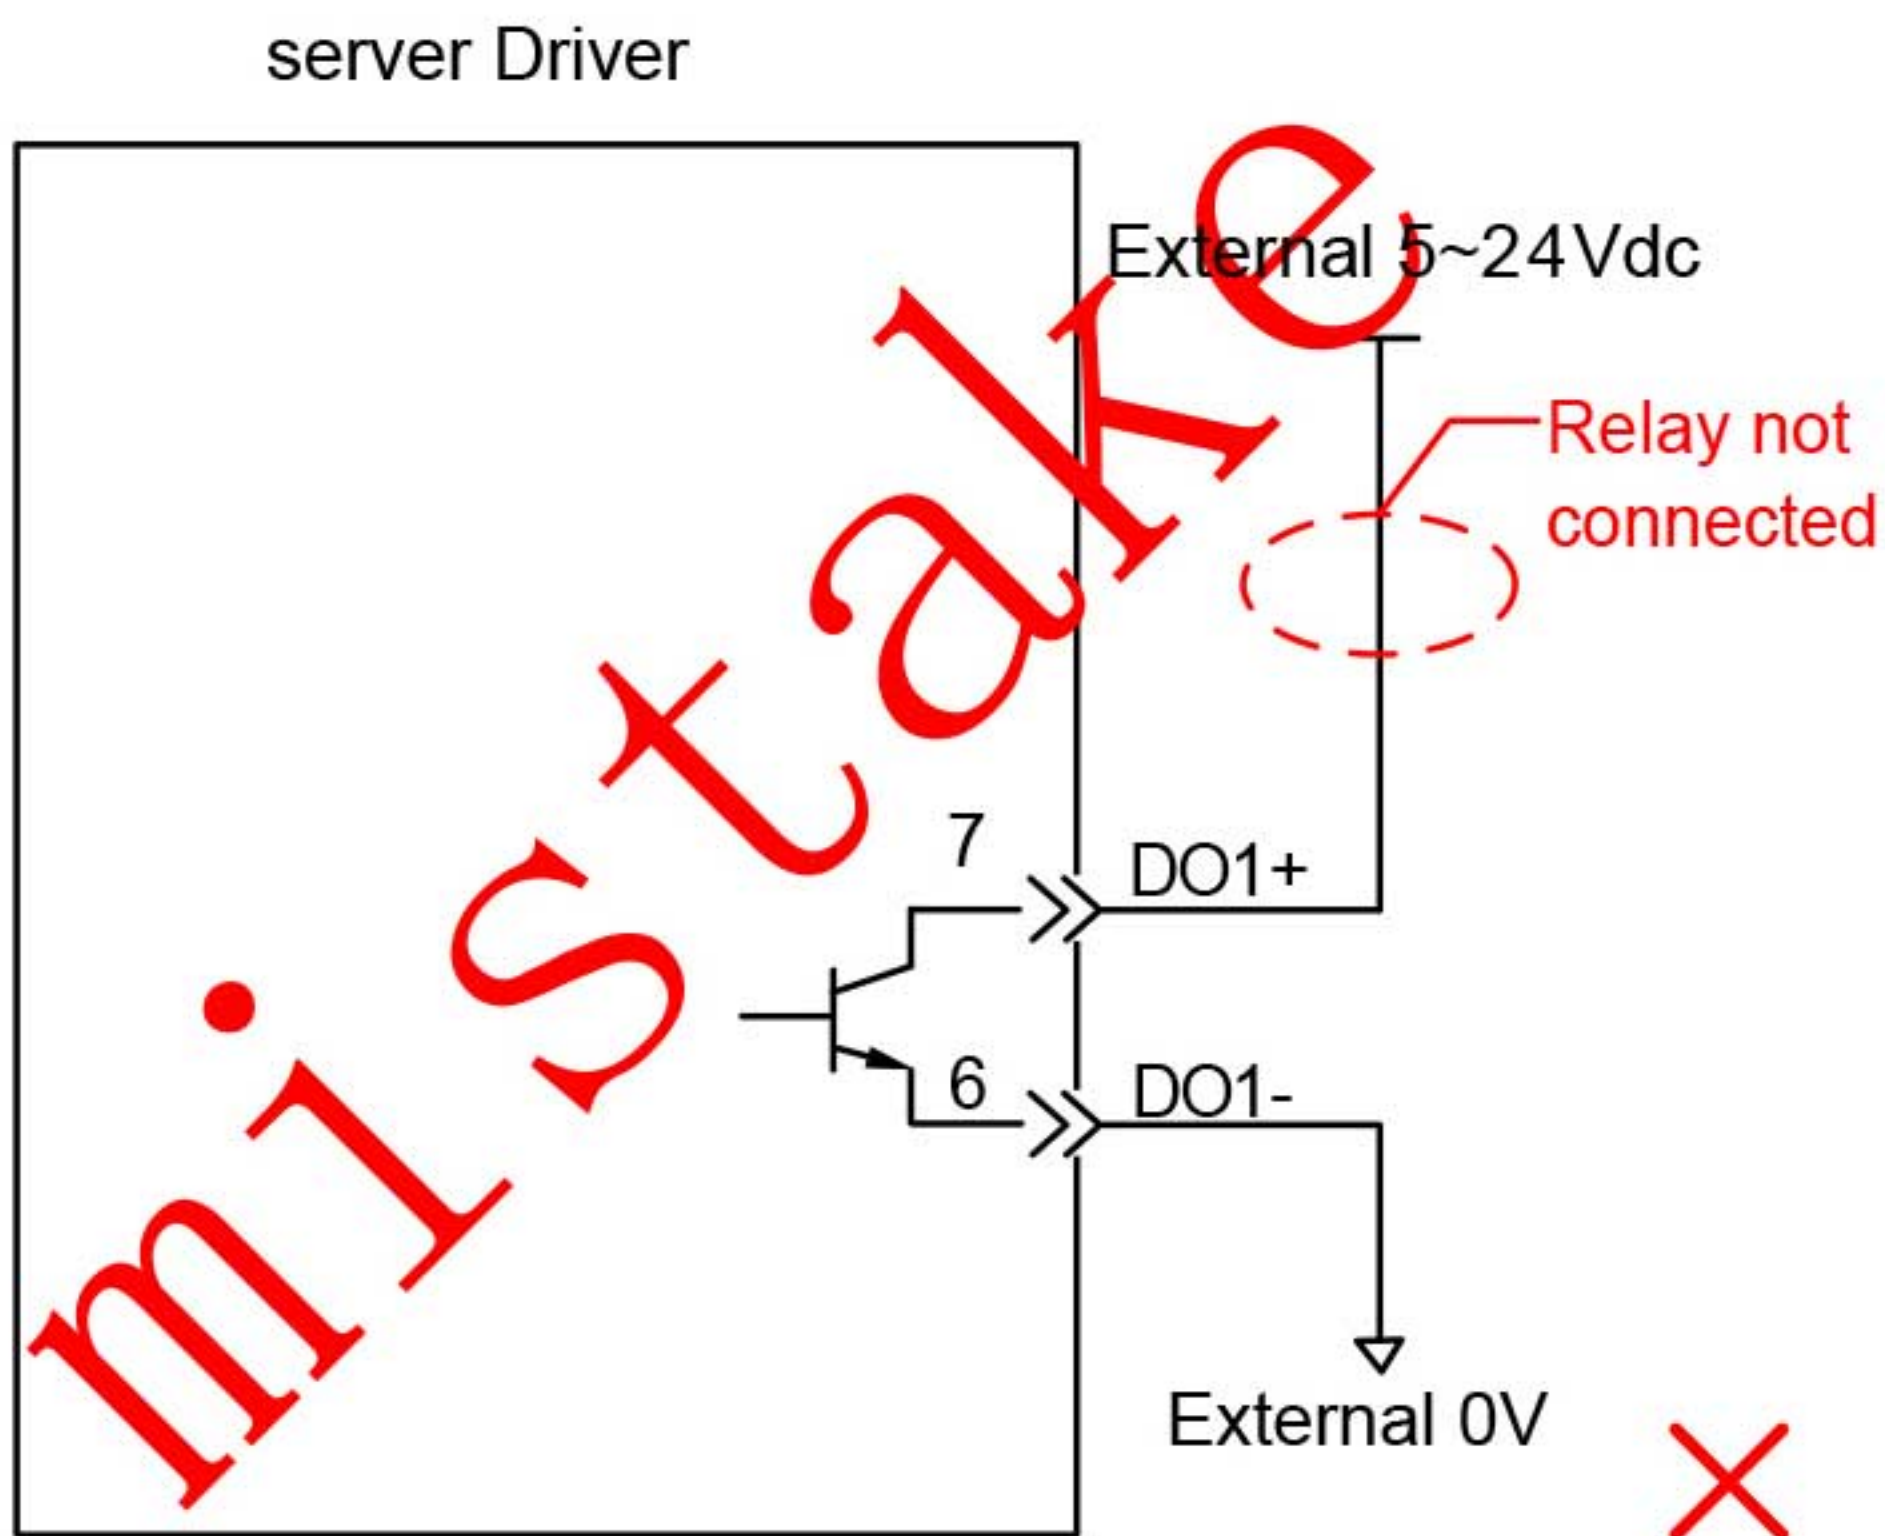 server Driver
External 5~24Vdc
Relay not
connected
mistake
7
DO1+
6
DO1-
External 0V